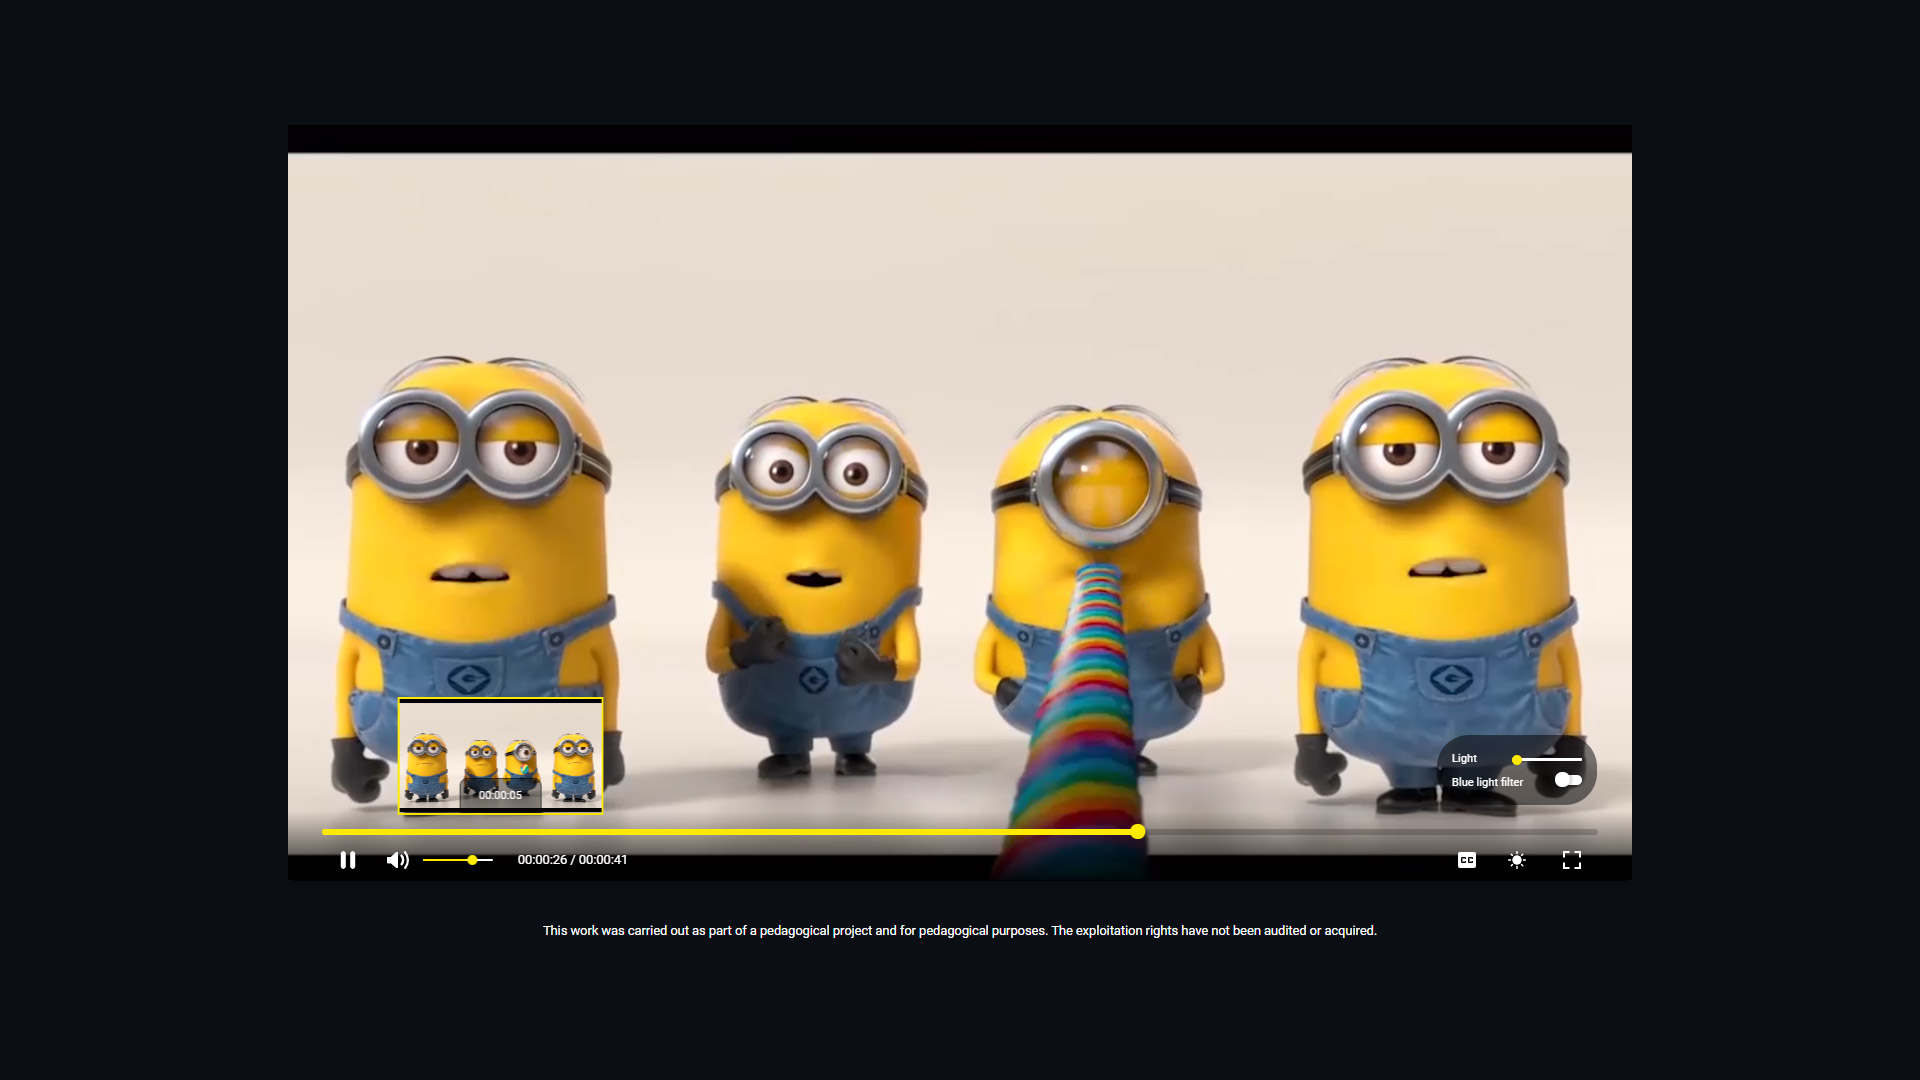 Light
Blue light filter
00:00:05
00:00:26 / 00:00:41
CC
This work was carried out as part of a pedagogical project and for pedagogical purposes. The exploitation rights have not been audited or acquired.